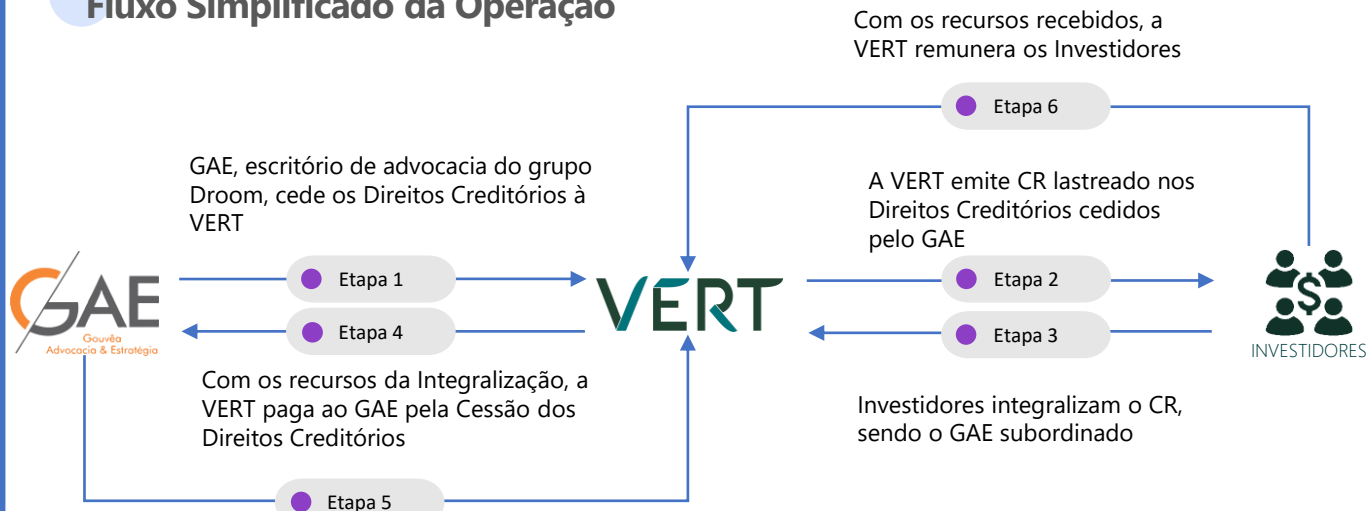 Fluxo Simplificado da Operação
Com os recursos recebidos, a
VERT remunera os Investidores
Etapa 6
GAE, escritório de advocacia do grupo
Droom, cede os Direitos Creditórios à
VERT
A VERT emite CR lastreado nos
Direitos Creditórios cedidos
pelo GAE
Etapa 1
Etapa 2
GAE
Gouvêa
Advocacia & Estratégia
VERT
$
INVESTIDORES
Etapa 4
Etapa 3
Com os recursos da Integralização, a
VERT paga ao GAE pela Cessão dos
Direitos Creditórios
Investidores integralizam o CR,
sendo o GAE subordinado
Etapa 5